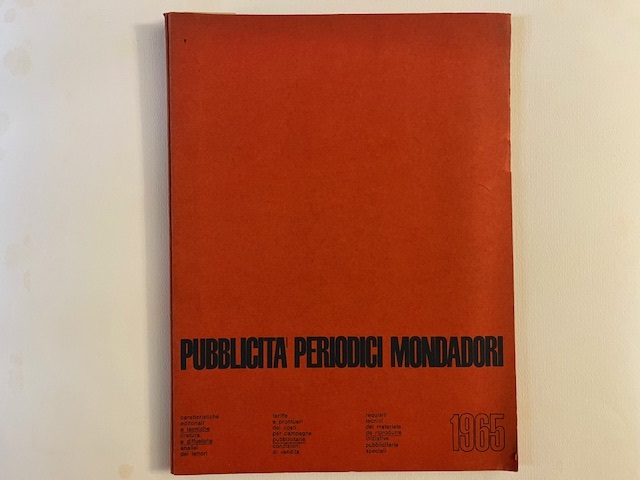 PUBBLICITA' PERIODICI MONDADORI
caratteristiche
editoriali
e tecniche
tiratura
e diffusione
analisi
dei lettori
tariffe
e
dei costi
per campagne
pubblicitarie
condizioni
di vendita
requisiti
tecnici
del materiale
da riprodurre
iniziative
pubblicitarie
speciali
1965